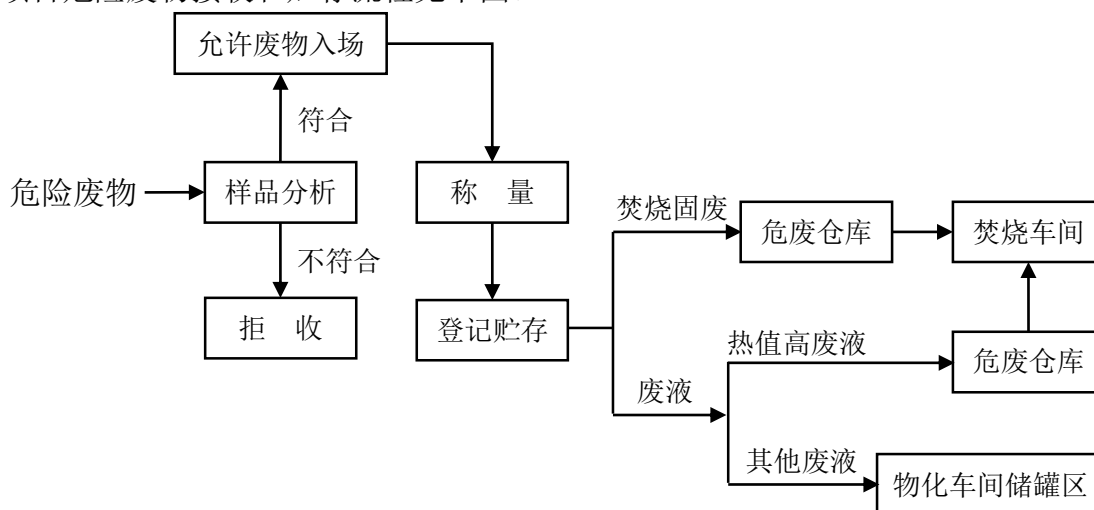 允许废物入场
符合
危险废物
样品分析
称 量
不符合
拒 收
登记贮存
焚烧固废
危废仓库
焚烧车间
热值高废液
危废仓库
废液
其他废液
物化车间储罐区